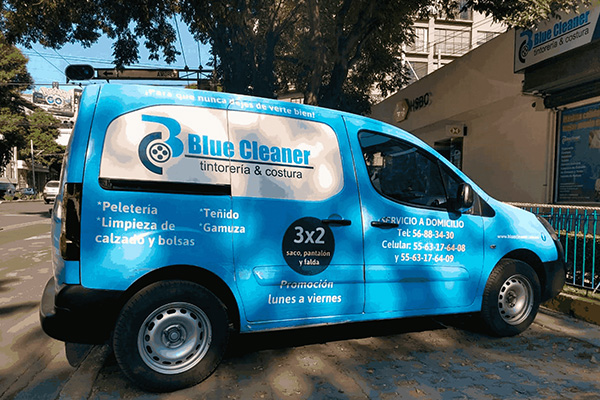 ¡Para que nunca dejes de verte bien!
Blue Cleaner
tintorería & costura
*Peletería
*Limpieza de
calzado y bolsas
*Teñido
*Gamuza
3x2
saco, pantalón
y falda
Promoción
lunes a viernes
SERVICIO A DOMICILIO
Tel: 56-88-34-30
Celular: 55-63-17-64-08
y 55-63-17-64-09
Blue Cleaner
tintorería & costura
HSBC